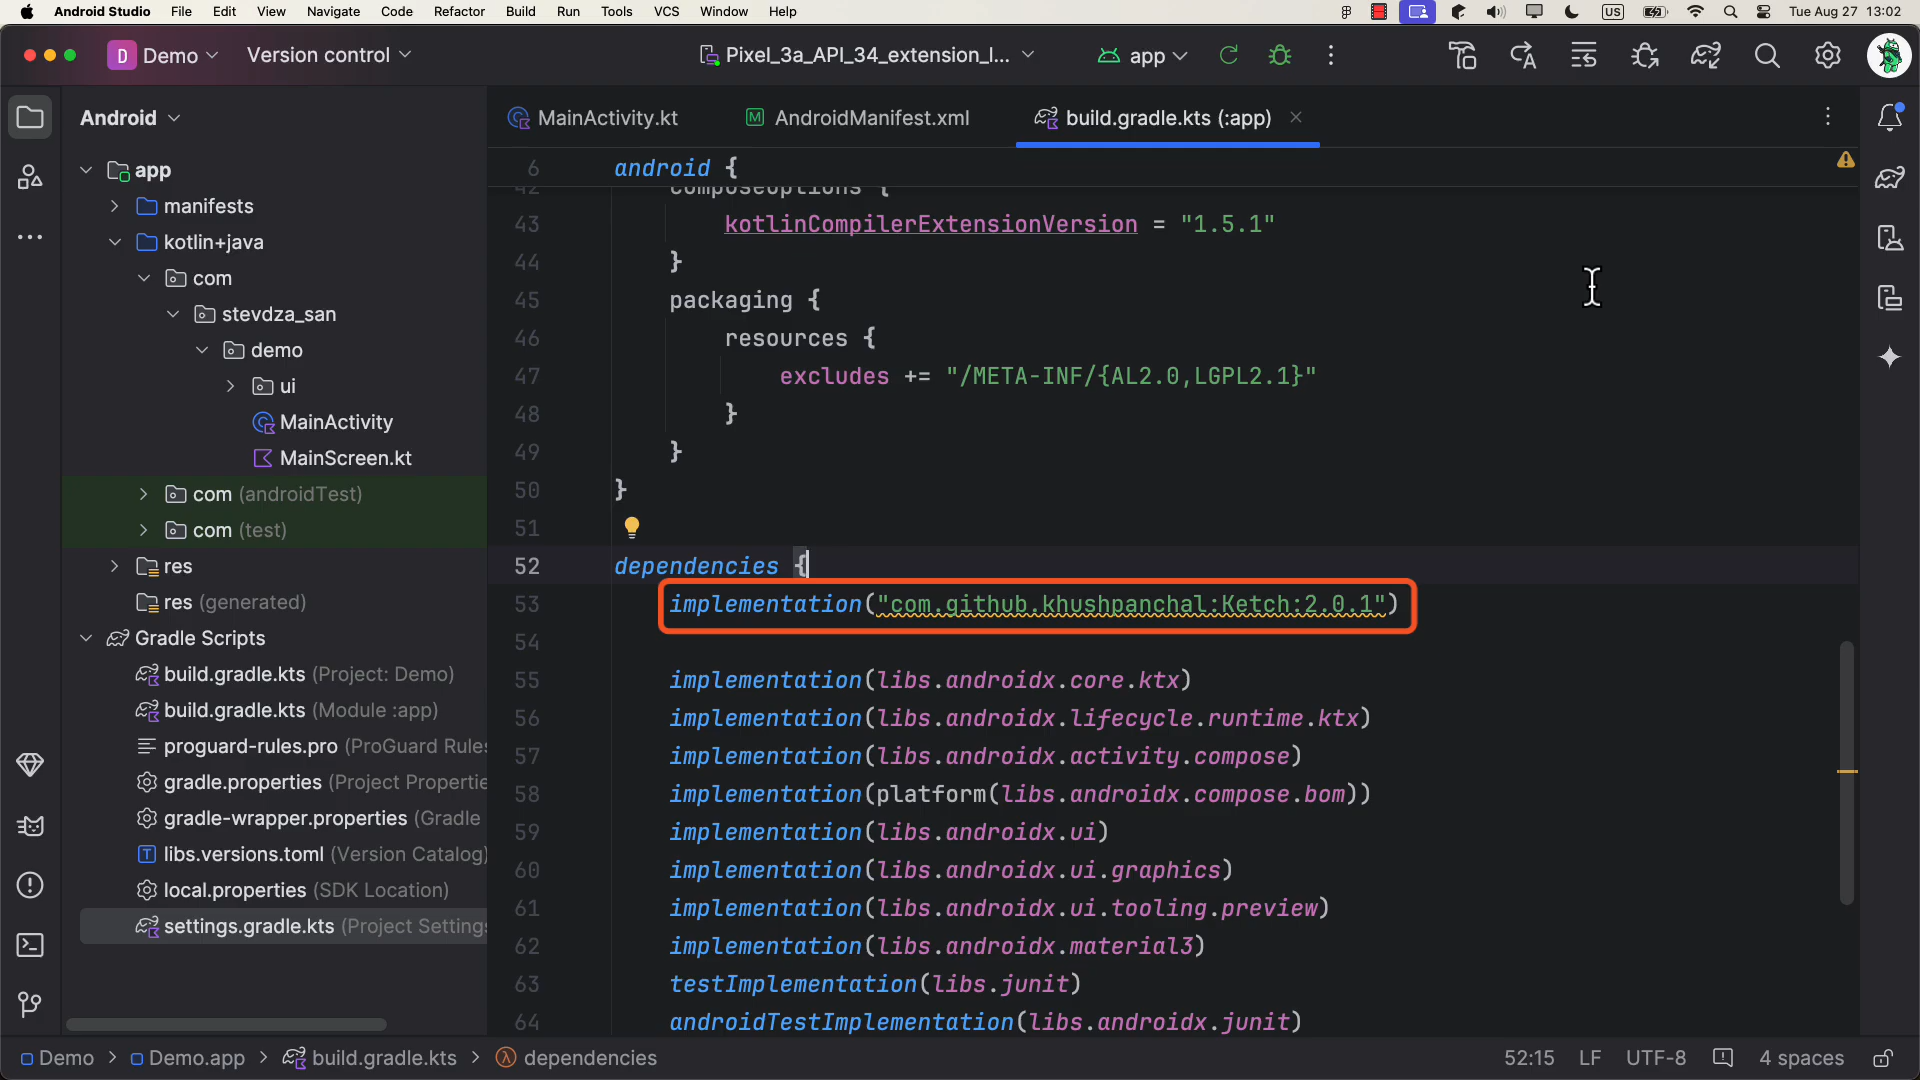 Android Studio File Edit View Navigate Code Refactor Build Run Tools VCS Window Help US Tue Aug 27 13:02
D Demo Version control Pixel_3a_API_34_extension_l... app
Android
app
manifests
kotlin+java
com
stevdza_san
demo
ui
MainActivity
MainScreen.kt
com (androidTest)
com (test)
res
res (generated)
Gradle Scripts
build.gradle.kts (Project: Demo)
build.gradle.kts (Module :app)
proguard-rules.pro (ProGuard Rules
gradle.properties (Project Propertie
gradle-wrapper.properties (Gradle
libs.versions.toml (Version Catalog)
local.properties (SDK Location)
settings.gradle.kts (Project Settings
MainActivity.kt AndroidManifest.xml build.gradle.kts (:app)
6 android {
42 composeOptions {
43 kotlinCompilerExtensionVersion = "1.5.1"
44 }
45 packaging {
46 resources {
47 excludes += "/META-INF/{AL2.0,LGPL2.1}"
48 }
49 }
50 }
51
52 dependencies {
53 implementation("com.github.khushpanchal:Ketch:2.0.1")
54
55 implementation(libs.androidx.core.ktx)
56 implementation(libs.androidx.lifecycle.runtime.ktx)
57 implementation(libs.androidx.activity.compose)
58 implementation(platform(libs.androidx.compose.bom))
59 implementation(libs.androidx.ui)
60 implementation(libs.androidx.ui.graphics)
61 implementation(libs.androidx.ui.tooling.preview)
62 implementation(libs.androidx.material3)
63 testImplementation(libs.junit)
64 androidTestImplementation(libs.androidx.junit)
Demo > Demo.app > build.gradle.kts > dependencies 52:15 LF UTF-8 4 spaces